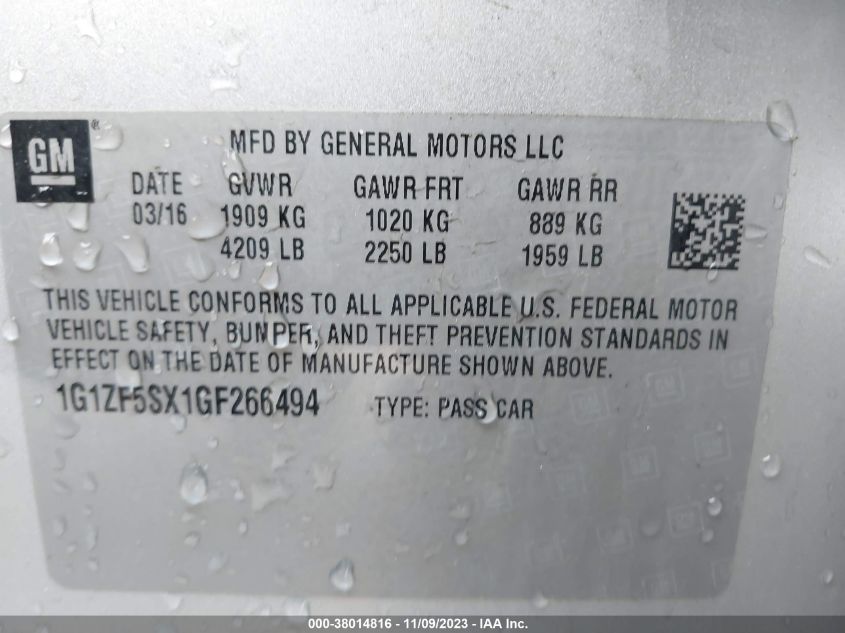 GM ®
MFD BY GENERAL MOTORS LLC
DATE GVWR GAWR FRT GAWR RR
03/16 1909 KG 1020 KG 889 KG
4209 LB 2250 LB 1959 LB
THIS VEHICLE CONFORMS TO ALL APPLICABLE U.S. FEDERAL MOTOR
VEHICLE SAFETY, BUMPER, AND THEFT PREVENTION STANDARDS IN
EFFECT ON THE DATE OF MANUFACTURE SHOWN ABOVE.
1G1ZF5SX1GF266494 TYPE: PASS CAR
000-38014816 - 11/09/2023 - IAA Inc.